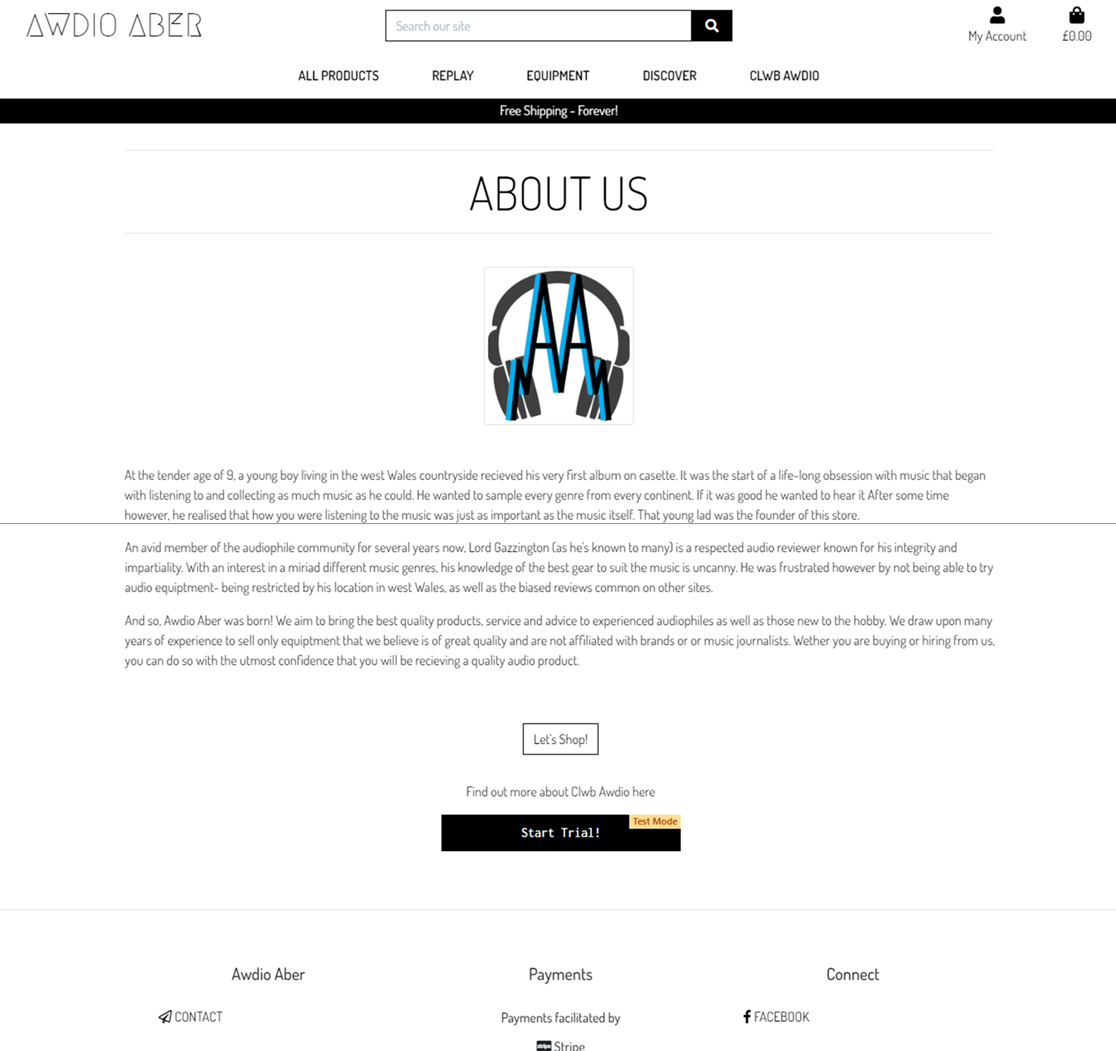 AWDIO ABER
Search our site
My Account
£0.00
ALL PRODUCTS REPLAY EQUIPMENT DISCOVER CLWB AWDIO
Free Shipping - Forever!
ABOUT US
At the tender age of 9, a young boy living in the west Wales countryside recieved his very first album on casette. It was the start of a life-long obsession with music that began
with listening to and collecting as much music as he could. He wanted to sample every genre from every continent. If it was good he wanted to hear it After some time
however, he realised that how you were listening to the music was just as important as the music itself. That young lad was the founder of this store.
An avid member of the audiophile community for several years now, Lord Gazzington (as he's known to many) is a respected audio reviewer known for his integrity and
impartiality. With an interest in a miriad different music genres, his knowledge of the best gear to suit the music is uncanny. He was frustrated however by not being able to try
audio equiptment- being restricted by his location in west Wales, as well as the biased reviews common on other sites.
And so, Awdio Aber was born! We aim to bring the best quality products, service and advice to experienced audiophiles as well as those new to the hobby. We draw upon many
years of experience to sell only equiptment that we believe is of great quality and are not affiliated with brands or or music journalists. Wether you are buying or hiring from us,
you can do so with the utmost confidence that you will be recieving a quality audio product.
Let's Shop!
Find out more about Clwb Awdio here
Test Mode
Start Trial!
Awdio Aber Payments Connect
CONTACT Payments facilitated by FACEBOOK
stripe Stripe